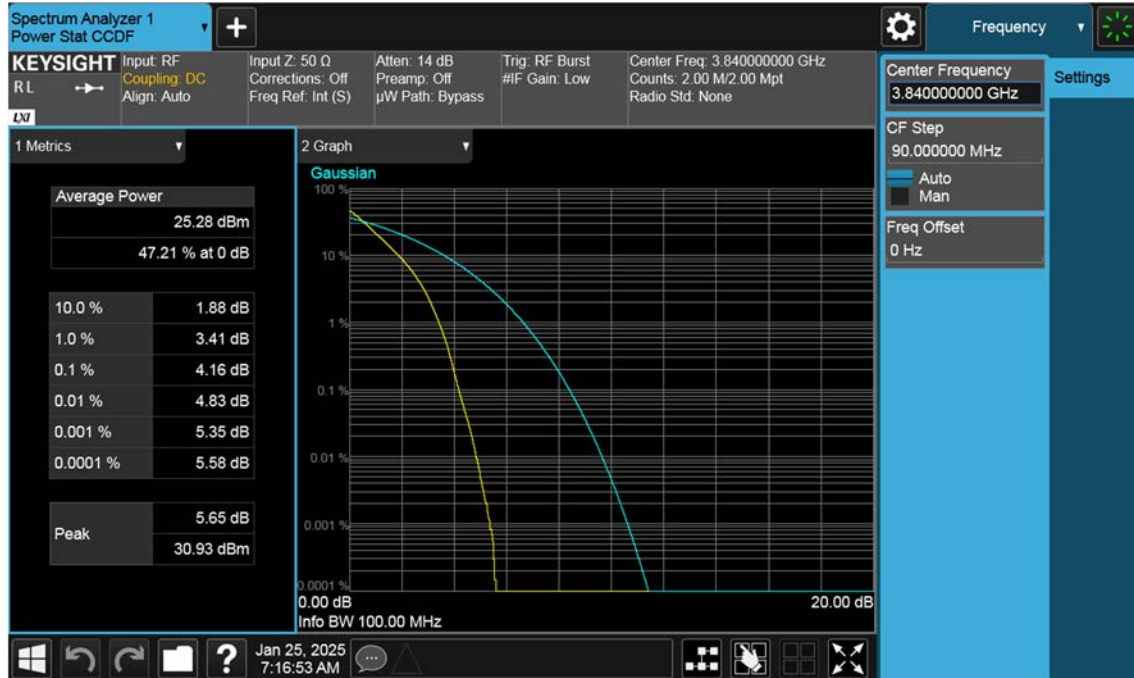 Spectrum Analyzer 1
Power Stat CCDF
+
Frequency
KEYSIGHT
RL
LXI
Input: RF
Coupling: DC
Align: Auto
Input Z: 50 Ω
Corrections: Off
Freq Ref: Int (S)
Atten: 14 dB
Preamp: Off
µW Path: Bypass
Trig: RF Burst
#IF Gain: Low
Center Freq: 3.840000000 GHz
Counts: 2.00 M/2.00 Mpt
Radio Std: None
Center Frequency
3.840000000 GHz
Settings
CF Step
90.000000 MHz
Auto
Man
Freq Offset
0 Hz
1 Metrics
Average Power
25.28 dBm
47.21 % at 0 dB
10.0 % 1.88 dB
1.0 % 3.41 dB
0.1 % 4.16 dB
0.01 % 4.83 dB
0.001 % 5.35 dB
0.0001 % 5.58 dB
Peak
5.65 dB
30.93 dBm
2 Graph
Gaussian
100 %
10 %
1 %
0.1 %
0.01 %
0.001 %
0.0001 %
0.00 dB 20.00 dB
Info BW 100.00 MHz
?
Jan 25, 2025
7:16:53 AM